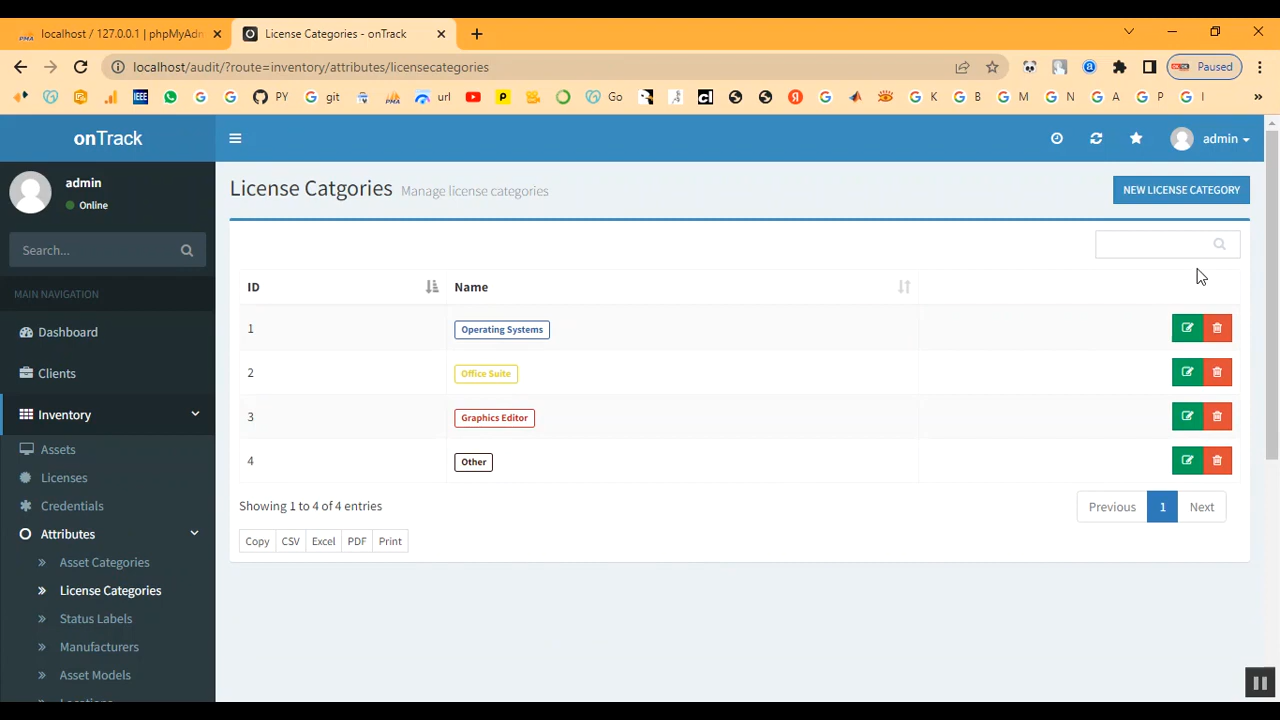 localhost / 127.0.0.1 | phpMyAdm
License Categories - onTrack
localhost/audit/?route=inventory/attributes/licensecategories
Paused
IEEE
PY
git
url
Go
K
B
M
N
A
P
I
onTrack
admin
admin
Online
License Catgories
Manage license categories
NEW LICENSE CATEGORY
Search...
MAIN NAVIGATION
Dashboard
Clients
Inventory
Assets
Licenses
Credentials
Attributes
Asset Categories
License Categories
Status Labels
Manufacturers
Asset Models
ID Name
1 Operating Systems
2 Office Suite
3 Graphics Editor
4 Other
Showing 1 to 4 of 4 entries
Previous 1 Next
Copy CSV Excel PDF Print